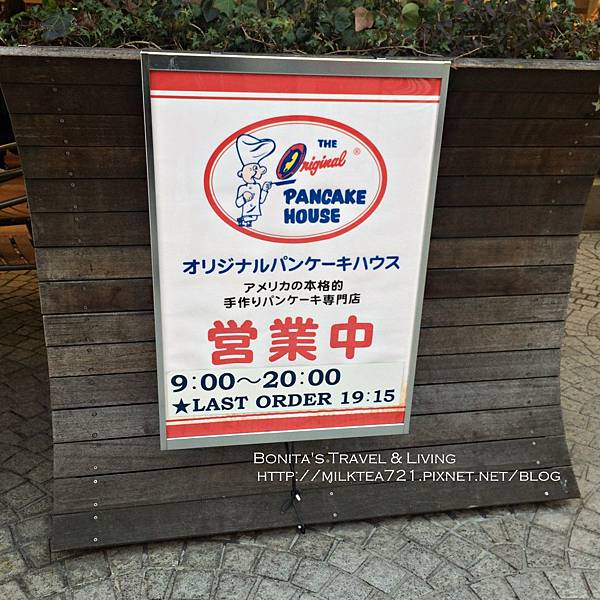 THE
Original ®
PANCAKE
HOUSE
オリジナルパンケーキハウス
アメリカの本格的
手作りパンケーキ専門店
営業中
9:00～20:00
★LAST ORDER 19:15
BONITA'S TRAVEL & LIVING
HTTP://MILKTEA721.PIXNET.NET/BLOG